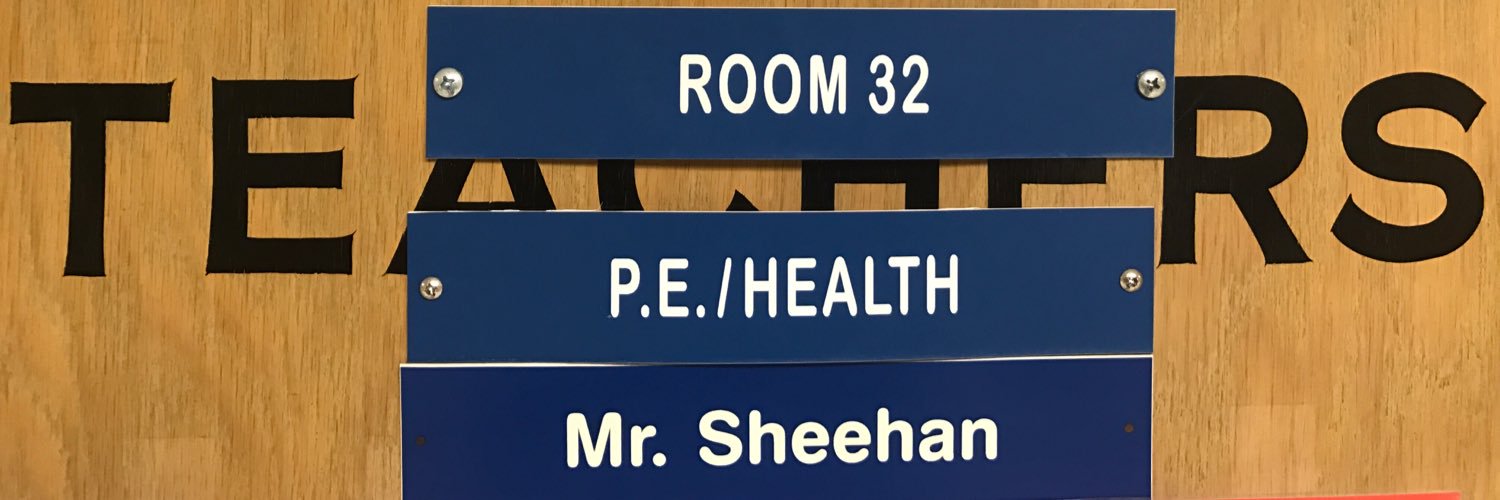 ROOM 32
TEACHERS
P.E./HEALTH
Mr. Sheehan